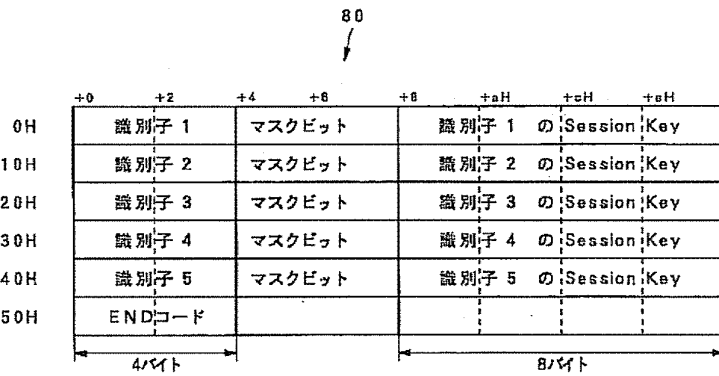 80
+0 +2 +4 +6 +8 +aH +cH +eH
0H 識別子 1 マスクビット 識別子 1 の Session Key
10H 識別子 2 マスクビット 識別子 2 の Session Key
20H 識別子 3 マスクビット 識別子 3 の Session Key
30H 識別子 4 マスクビット 識別子 4 の Session Key
40H 識別子 5 マスクビット 識別子 5 の Session Key
50H ENDコード
4バイト 8バイト